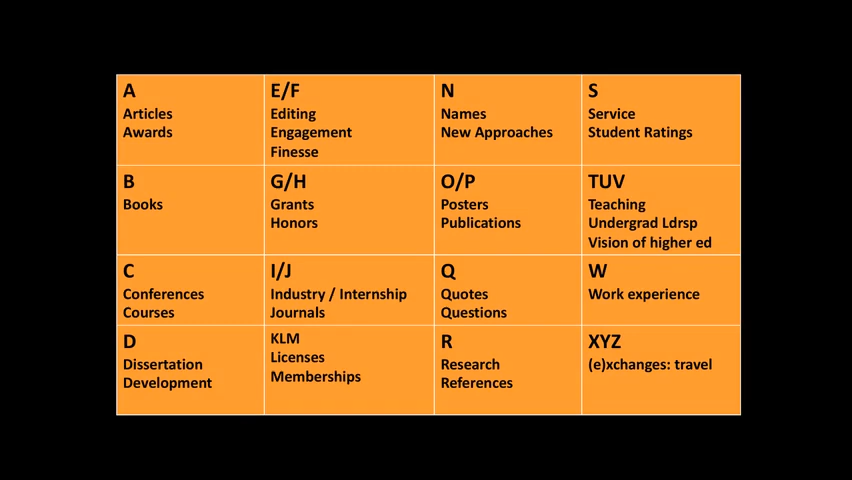 A
Articles
Awards
E/F
Editing
Engagement
Finesse
N
Names
New Approaches
S
Service
Student Ratings
B
Books
G/H
Grants
Honors
O/P
Posters
Publications
TUV
Teaching
Undergrad Ldrsp
Vision of higher ed
C
Conferences
Courses
I/J
Industry / Internship
Journals
Q
Quotes
Questions
W
Work experience
D
Dissertation
Development
KLM
Licenses
Memberships
R
Research
References
XYZ
(e)xchanges: travel